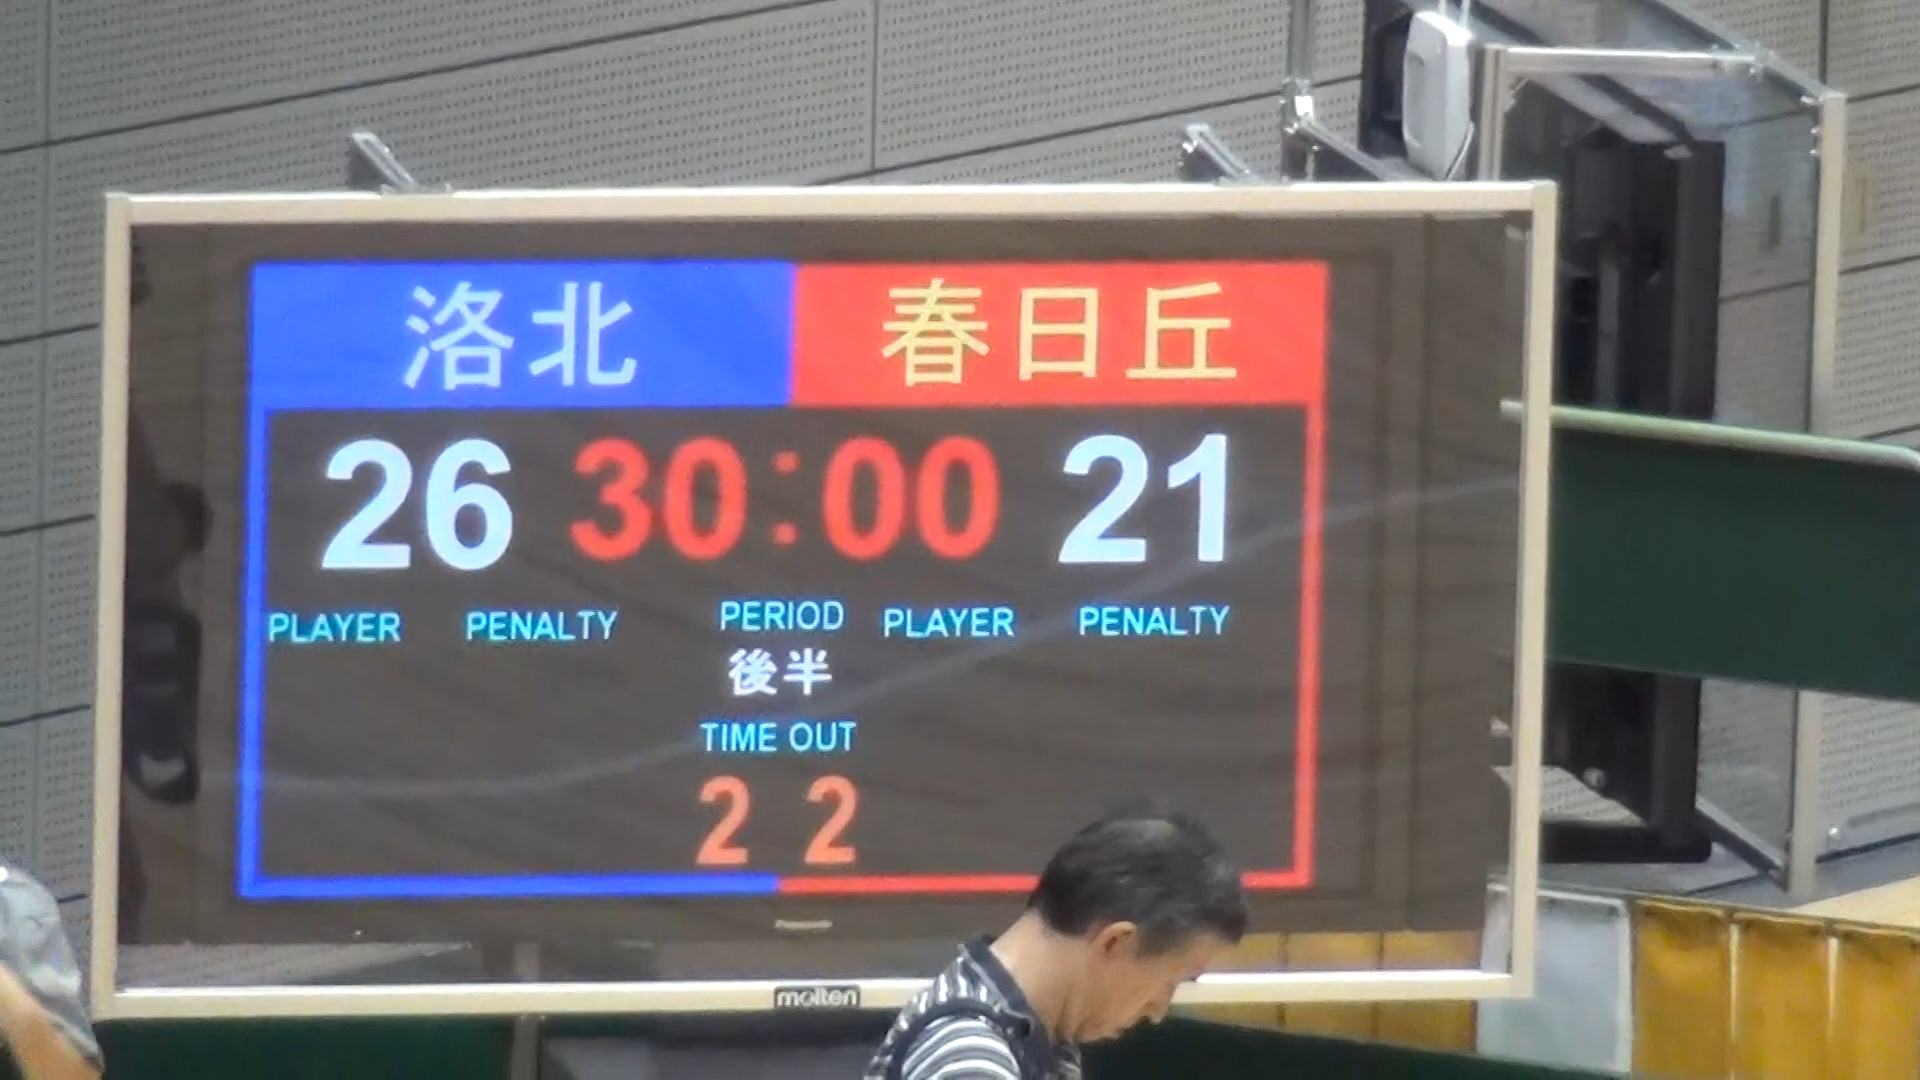 洛北 春日丘
26 30:00 21
PLAYER PENALTY PERIOD PLAYER PENALTY
後半
TIME OUT
2 2
Panasonic
molten